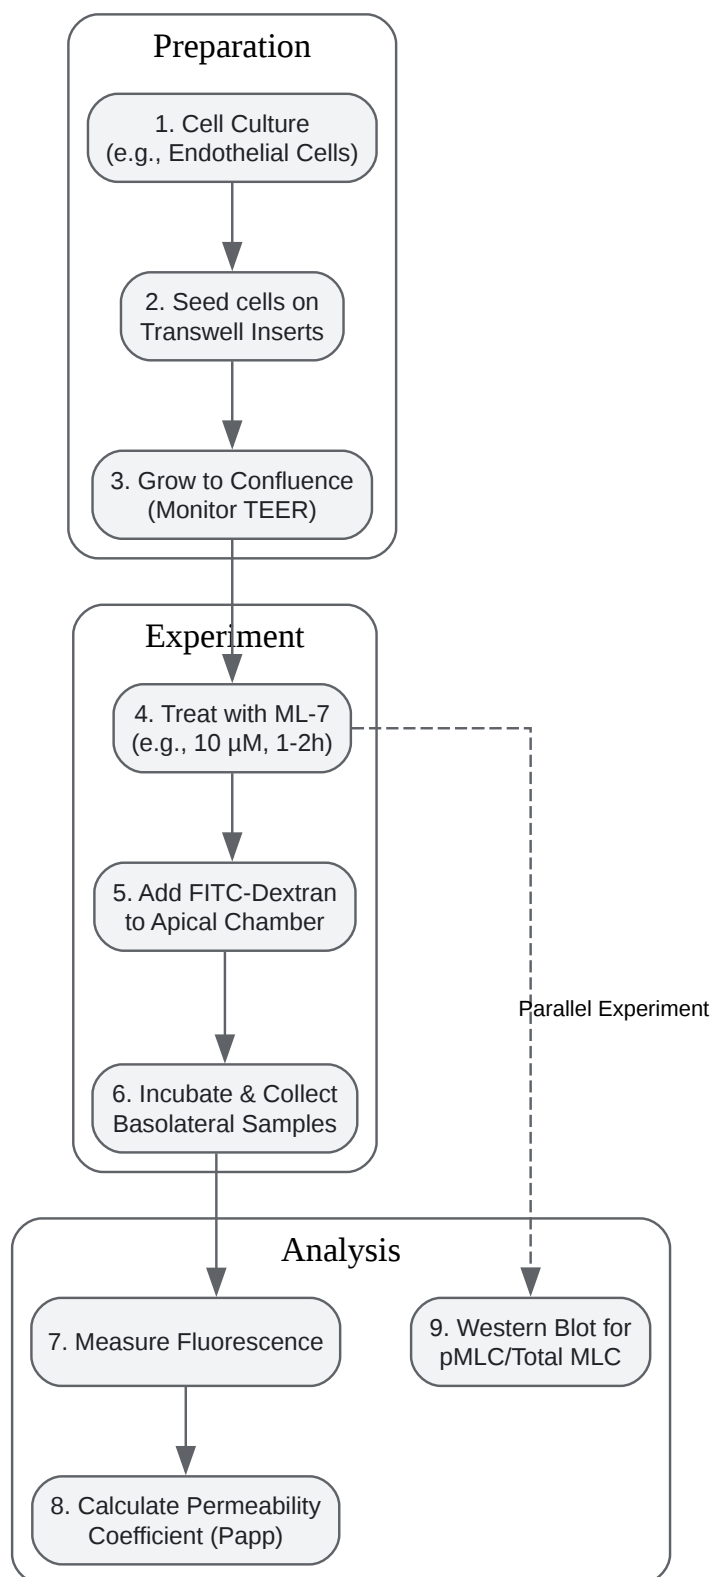 Preparation
1. Cell Culture
(e.g., Endothelial Cells)
2. Seed cells on
Transwell Inserts
3. Grow to Confluence
(Monitor TEER)
Experiment
4. Treat with ML-7
(e.g., 10 µM, 1-2h)
5. Add FITC-Dextran
to Apical Chamber
Parallel Experiment
6. Incubate & Collect
Basolateral Samples
Analysis
7. Measure Fluorescence
9. Western Blot for
pMLC/Total MLC
8. Calculate Permeability
Coefficient (Papp)